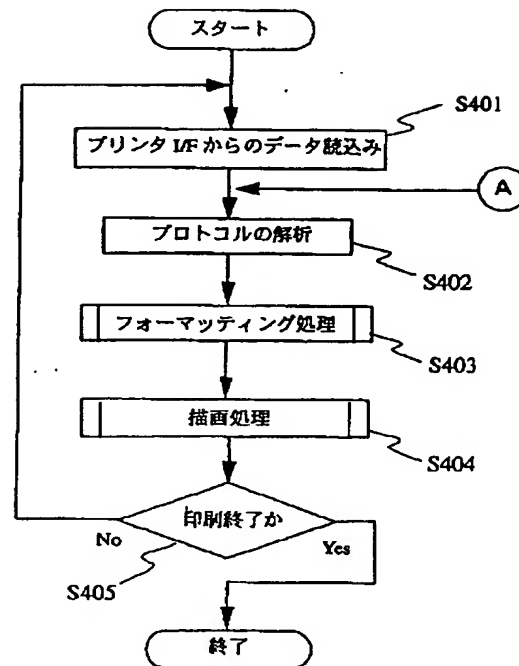 スタート
S401
プリンタ I/F からのデータ読込み
A
プロトコルの解析
S402
フォーマッティング処理
S403
描画処理
S404
印刷終了か
No
Yes
S405
終了